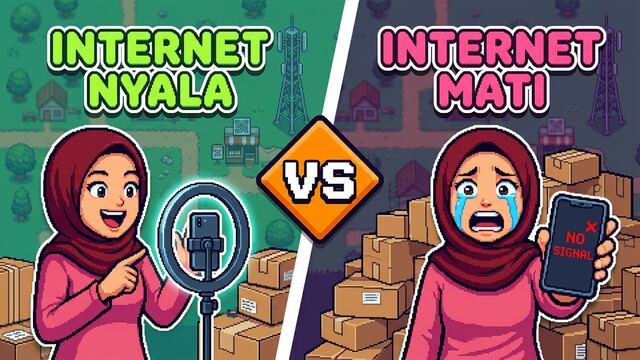 INTERNET
NYALA
INTERNET
MATI
VS
NO
SIGNAL